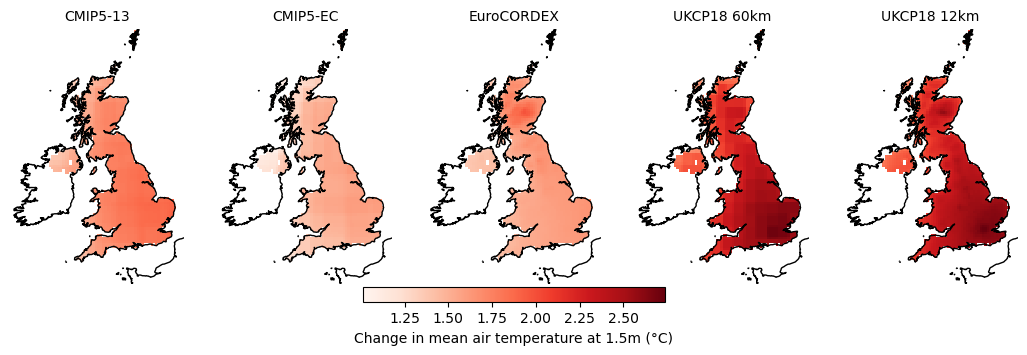 CMIP5-13 CMIP5-EC EuroCORDEX UKCP18 60km UKCP18 12km
1.25 1.50 1.75 2.00 2.25 2.50
Change in mean air temperature at 1.5m (°C)